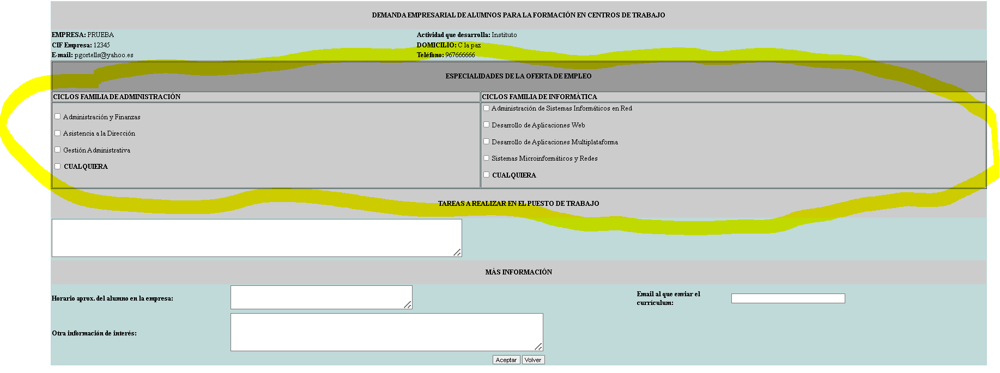 DEMANDA EMPRESARIAL DE ALUMNOS PARA LA FORMACIÓN EN CENTROS DE TRABAJO
EMPRESA: PRUEBA
Actividad que desarrolla: Instituto
CIF Empresa: 12345
DOMICILIO: C la paz
E-mail: pgortells@yahoo.es
Teléfono: 967666666
ESPECIALIDADES DE LA OFERTA DE EMPLEO
CICLOS FAMILIA DE ADMINISTRACIÓN
Administración y Finanzas
Asistencia a la Dirección
Gestión Administrativa
CUALQUIERA
CICLOS FAMILIA DE INFORMÁTICA
Administración de Sistemas Informáticos en Red
Desarrollo de Aplicaciones Web
Desarrollo de Aplicaciones Multiplataforma
Sistemas Microinformáticos y Redes
CUALQUIERA
TAREAS A REALIZAR EN EL PUESTO DE TRABAJO
MÁS INFORMACIÓN
Horario aprox. del alumno en la empresa:
Email al que enviar el
currículum:
Otra información de interés:
Aceptar Volver